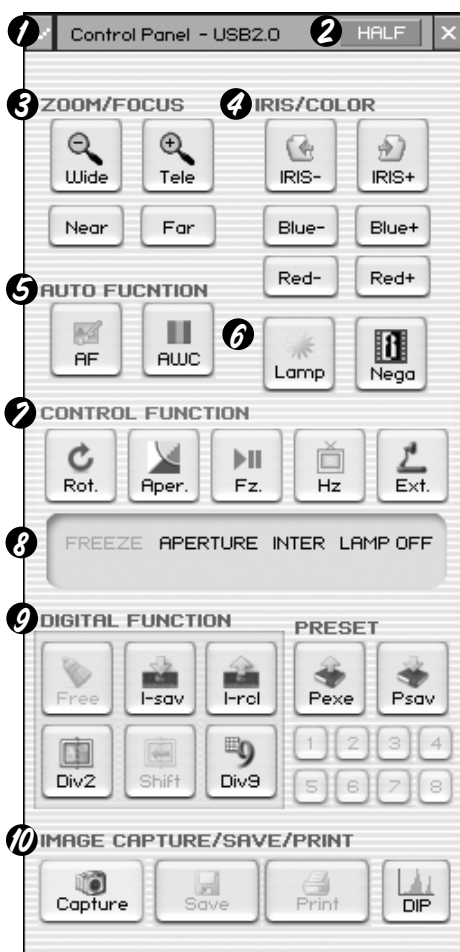 1 Control Panel - USB2.0 2 HALF X
3 ZOOM/FOCUS 4 IRIS/COLOR
Wide Tele IRIS- IRIS+
Near Far Blue- Blue+
Red- Red+
5 AUTO FUCNTION
6
AF AWC Lamp Nega
7 CONTROL FUNCTION
Rot. Aper. Fz. Hz Ext.
8 FREEZE APERTURE INTER LAMP OFF
9 DIGITAL FUNCTION PRESET
Free I-sav I-rcl Pexe Psav
1 2 3 4
9
Div2 Shift Div9 5 6 7 8
10 IMAGE CAPTURE/SAVE/PRINT
Capture Save Print DIP